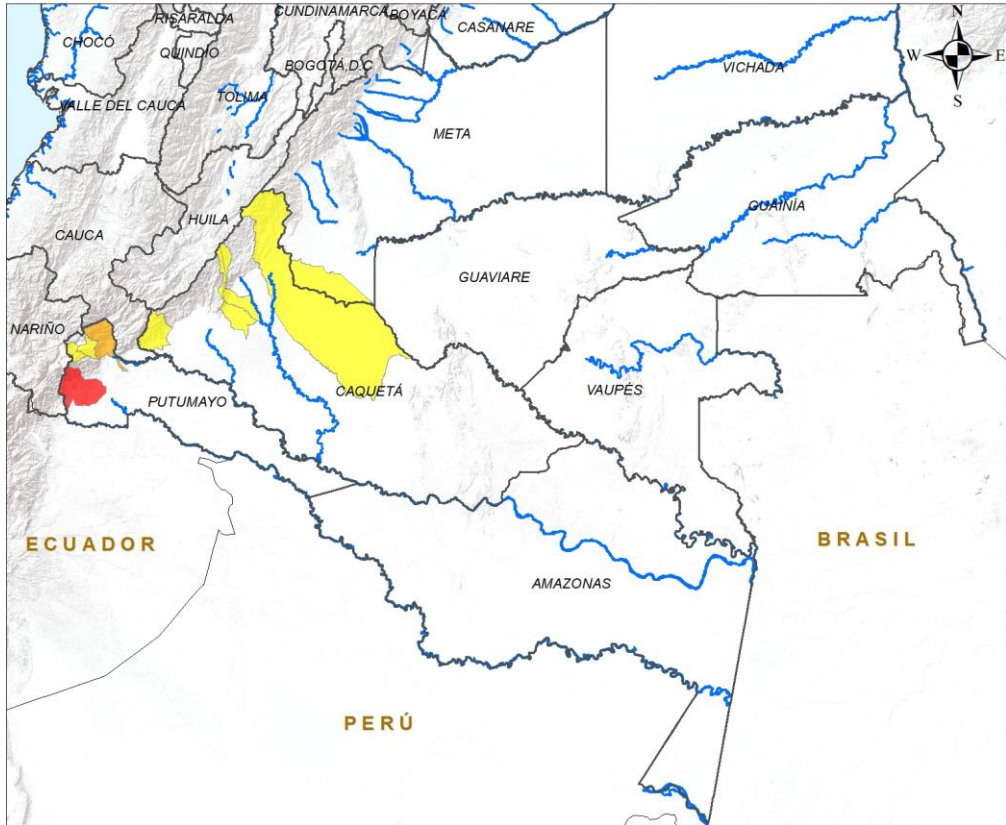 RISARALDA
CUNDINAMARCA
BOYACÁ
CASANARE
N
CHOCÓ
QUINDÍO
BOGOTÁ D.C
VICHADA
W
E
S
VALLE DEL CAUCA
TOLIMA
META
HUILA
GUAINÍA
CAUCA
GUAVIARE
NARIÑO
CAQUETÁ
VAUPÉS
PUTUMAYO
ECUADOR
BRASIL
AMAZONAS
PERÚ